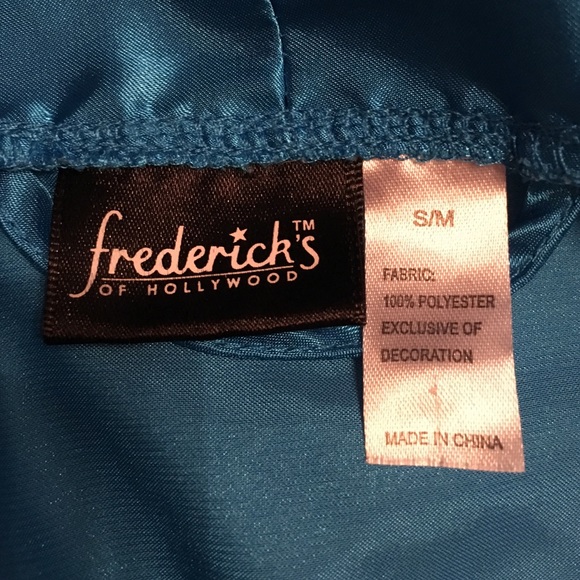 frederick's™
OF HOLLYWOOD
S/M
FABRIC:
100% POLYESTER
EXCLUSIVE OF
DECORATION
MADE IN CHINA